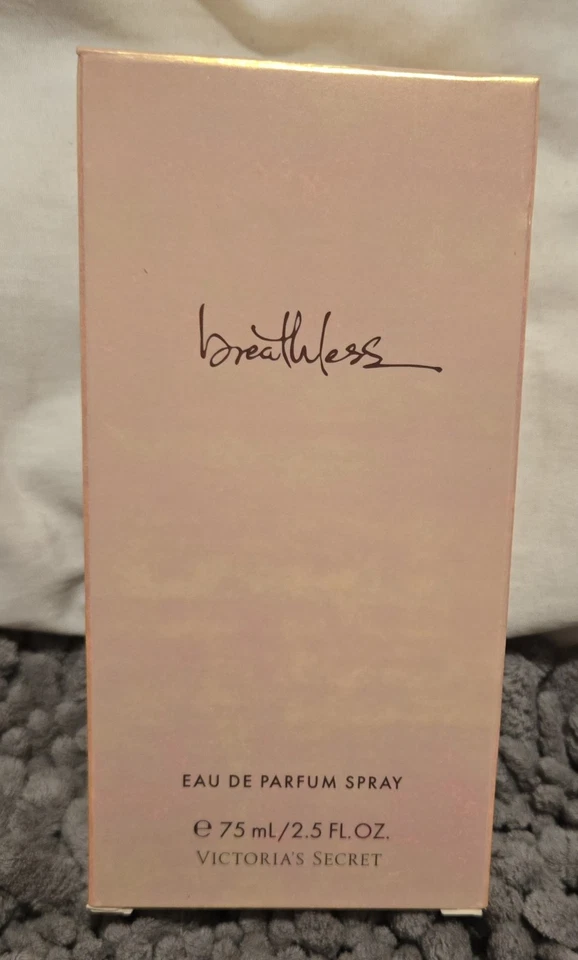 breathless
EAU DE PARFUM SPRAY
℮ 75 mL/2.5 FL.OZ.
VICTORIA'S SECRET